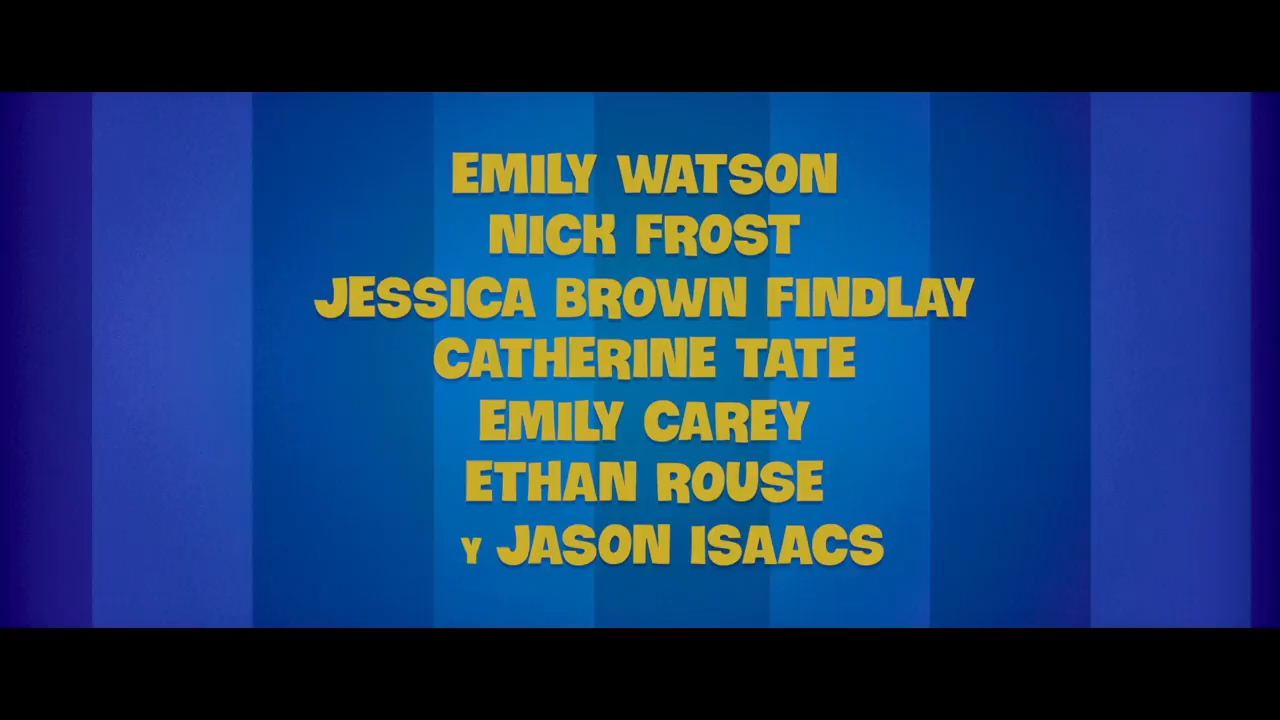 EMILY WATSON
NICK FROST
JESSICA BROWN FINDLAY
CATHERINE TATE
EMILY CAREY
ETHAN ROUSE
Y JASON ISAACS